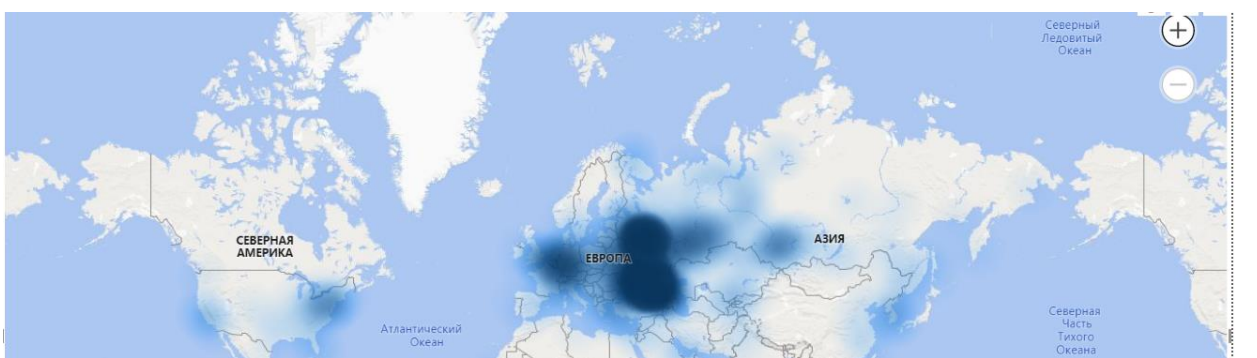 Северный
Ледовитый
Океан
СЕВЕРНАЯ
АМЕРИКА
ЕВРОПА
АЗИЯ
Атлантический
Океан
Северная
Часть
Тихого
Океана